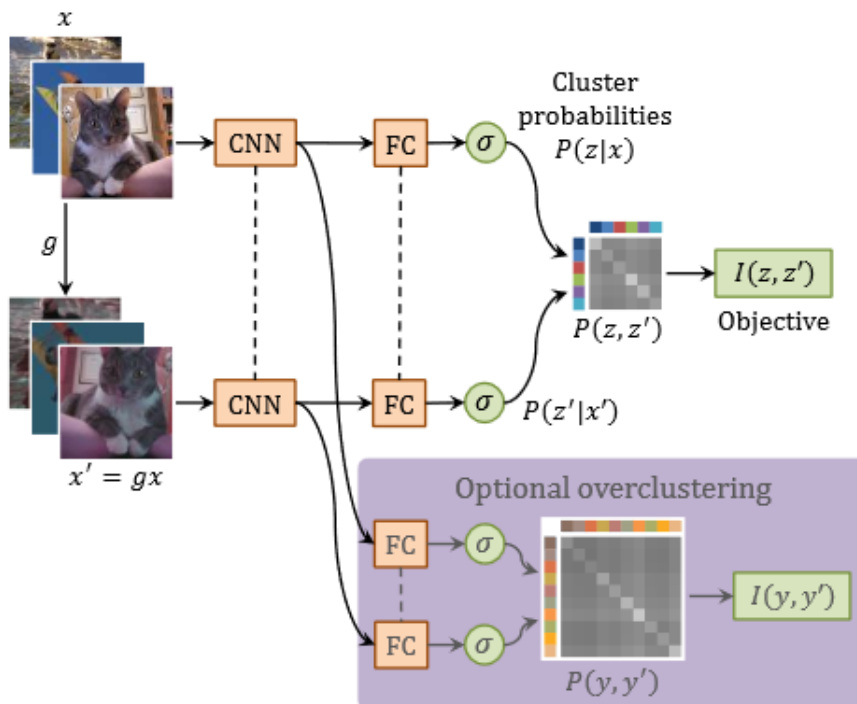 x
Cluster
probabilities
P(z|x)
CNN
FC
σ
g
I(z, z′)
P(z, z′)
Objective
CNN
FC
σ
P(z′|x′)
x′ = gx
Optional overclustering
FC
σ
I(y, y′)
FC
σ
P(y, y′)